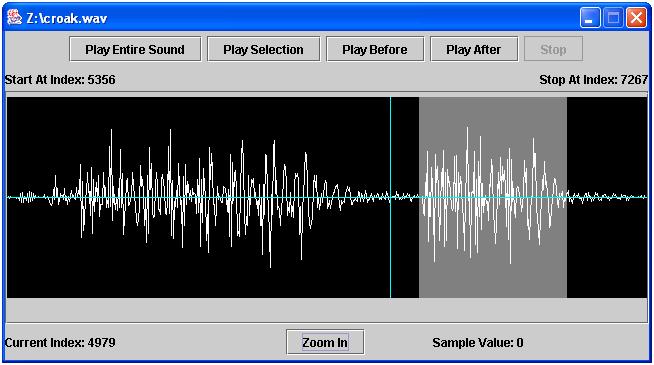 Z:\croak.wav
Play Entire Sound Play Selection Play Before Play After Stop
Start At Index: 5356 Stop At Index: 7267
Current Index: 4979 Zoom In Sample Value: 0